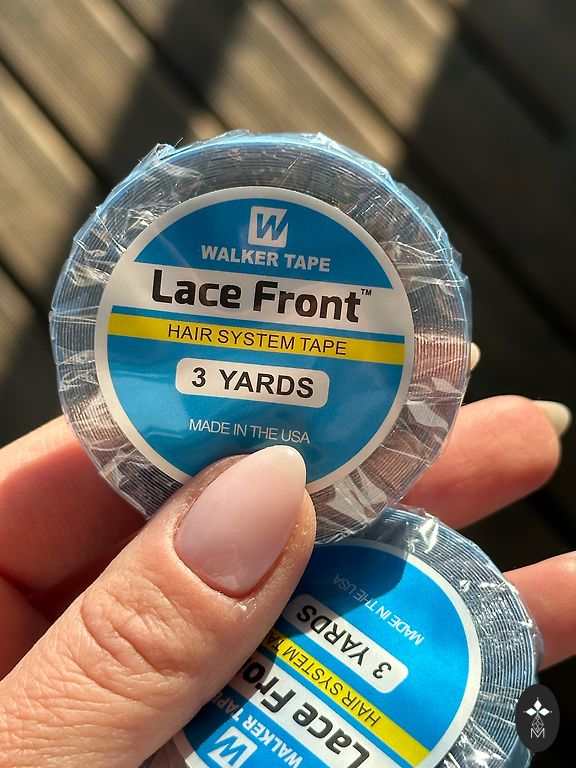 W
WALKER TAPE
Lace Front™
HAIR SYSTEM TAPE
3 YARDS
MADE IN THE USA
MADE IN THE USA
3 YARDS
HAIR SYSTEM TA
Lace Fro
WALKER TAP
W
M